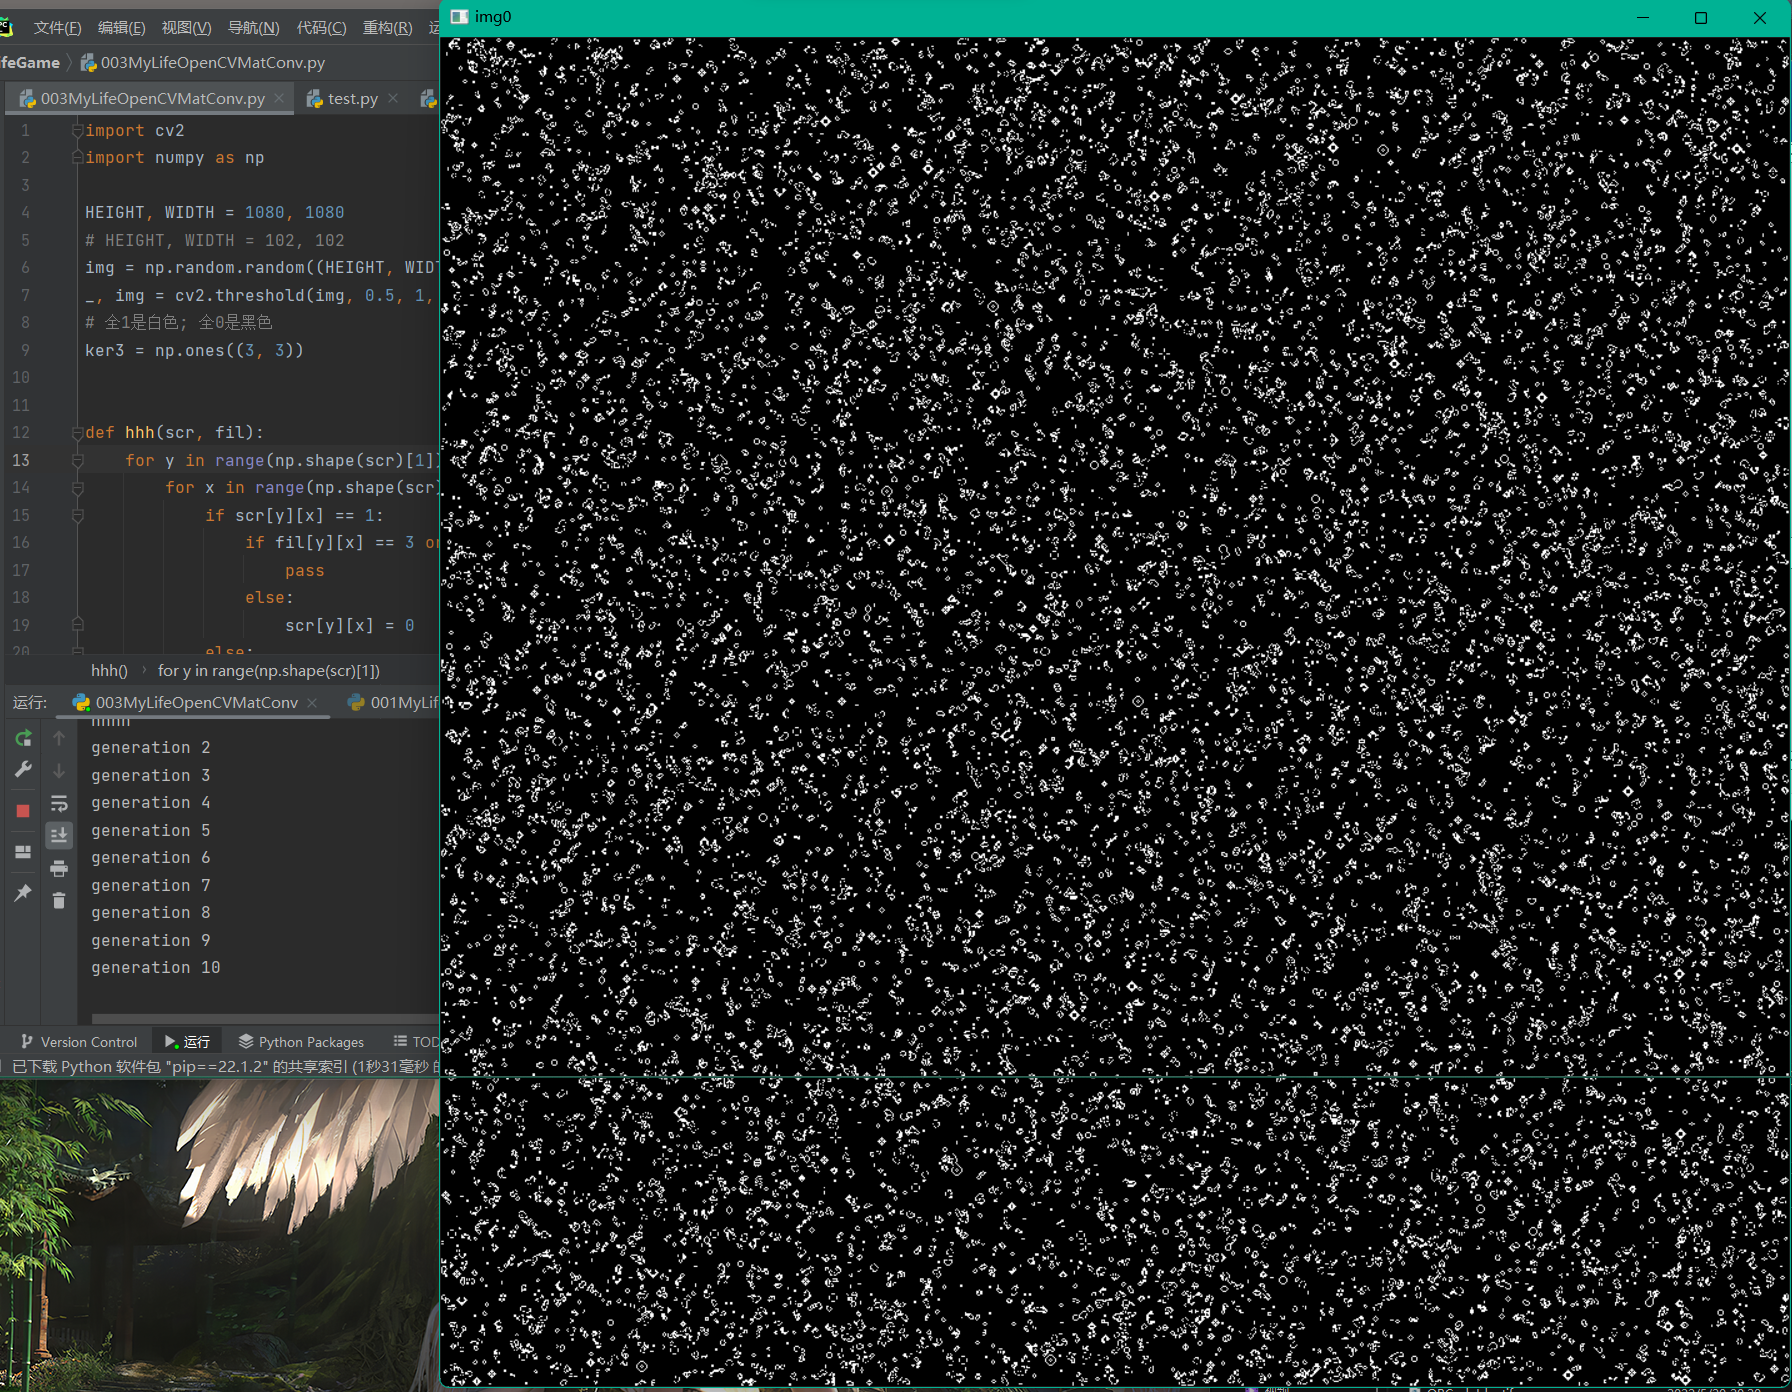 文件(F) 编辑(E) 视图(V) 导航(N) 代码(C) 重构(R)
img0
feGame 003MyLifeOpenCVMatConv.py
003MyLifeOpenCVMatConv.py test.py
1 import cv2
2 import numpy as np
3
4 HEIGHT, WIDTH = 1080, 1080
5 # HEIGHT, WIDTH = 102, 102
6 img = np.random.random((HEIGHT, WIDT
7 _, img = cv2.threshold(img, 0.5, 1,
8 # 全1是白色; 全0是黑色
9 ker3 = np.ones((3, 3))
10
11
12 def hhh(scr, fil):
13 for y in range(np.shape(scr)[1])
14 for x in range(np.shape(scr)
15 if scr[y][x] == 1:
16 if fil[y][x] == 3 or
17 pass
18 else:
19 scr[y][x] = 0
20 else:
hhh() for y in range(np.shape(scr)[1])
运行: 003MyLifeOpenCVMatConv 001MyLif
generation 2
generation 3
generation 4
generation 5
generation 6
generation 7
generation 8
generation 9
generation 10
Version Control 运行 Python Packages TOD
已下载 Python 软件包 "pip==22.1.2" 的共享索引 (1秒31毫秒